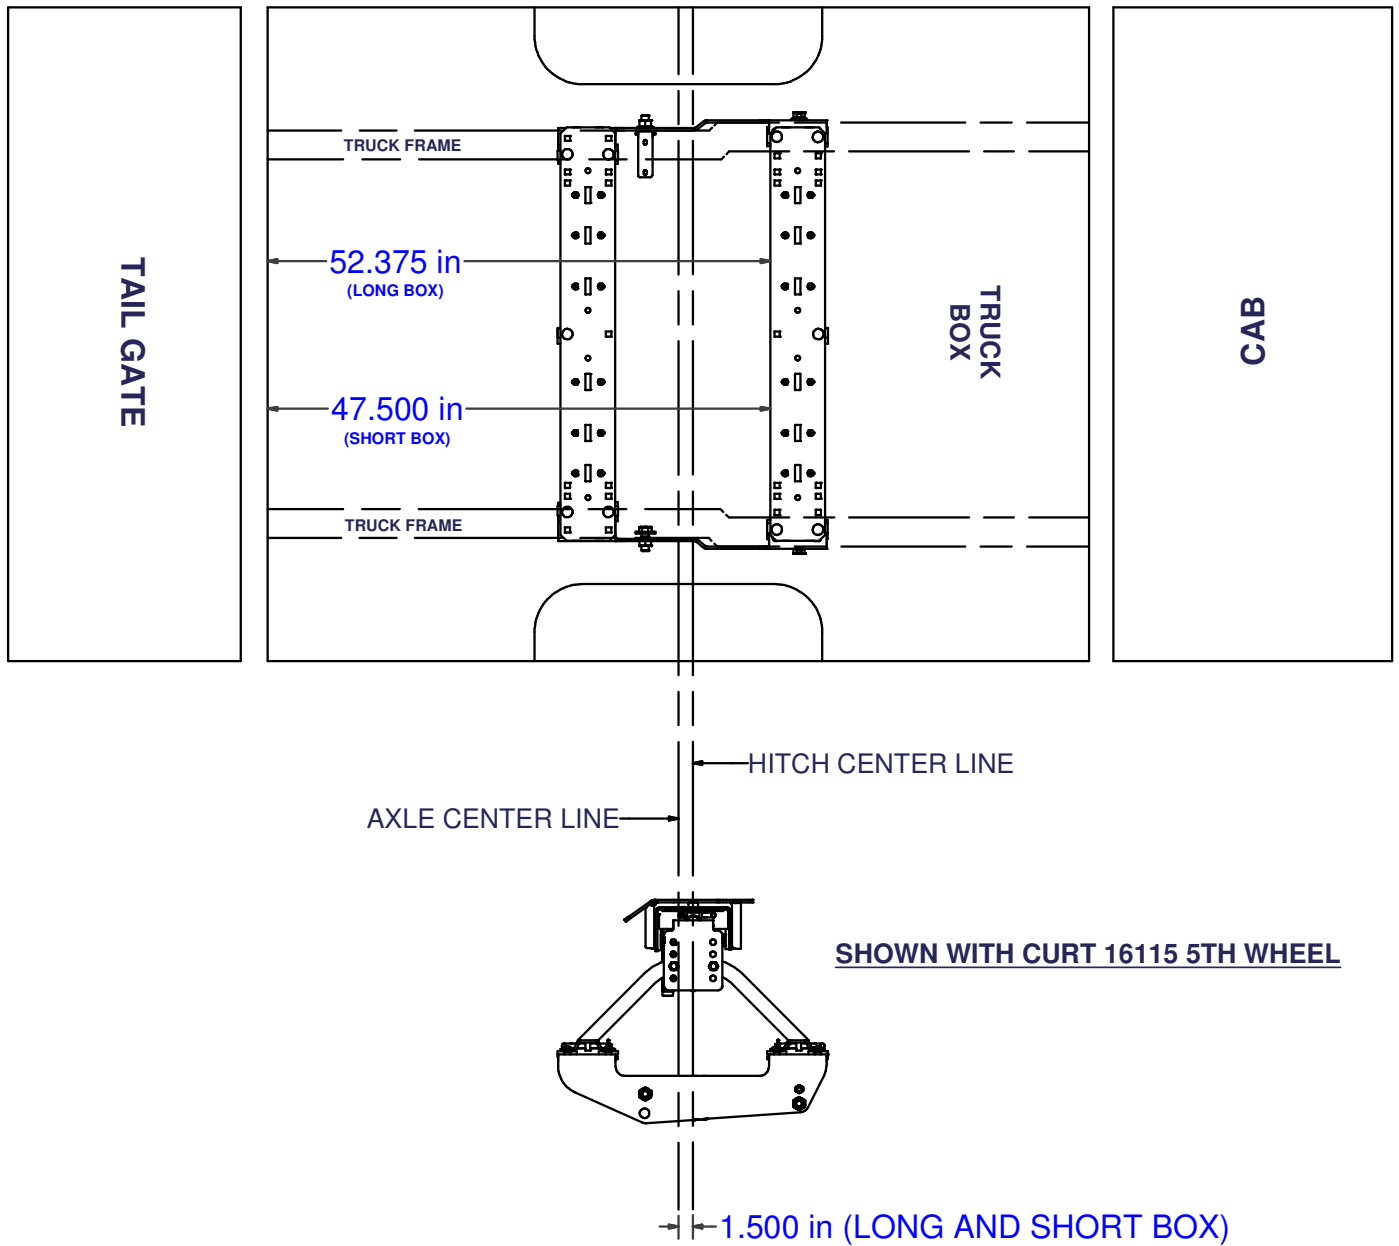 TRUCK FRAME
52.375 in
(LONG BOX)
TAIL GATE
TRUCK
BOX
CAB
47.500 in
(SHORT BOX)
TRUCK FRAME
HITCH CENTER LINE
AXLE CENTER LINE
SHOWN WITH CURT 16115 5TH WHEEL
1.500 in (LONG AND SHORT BOX)